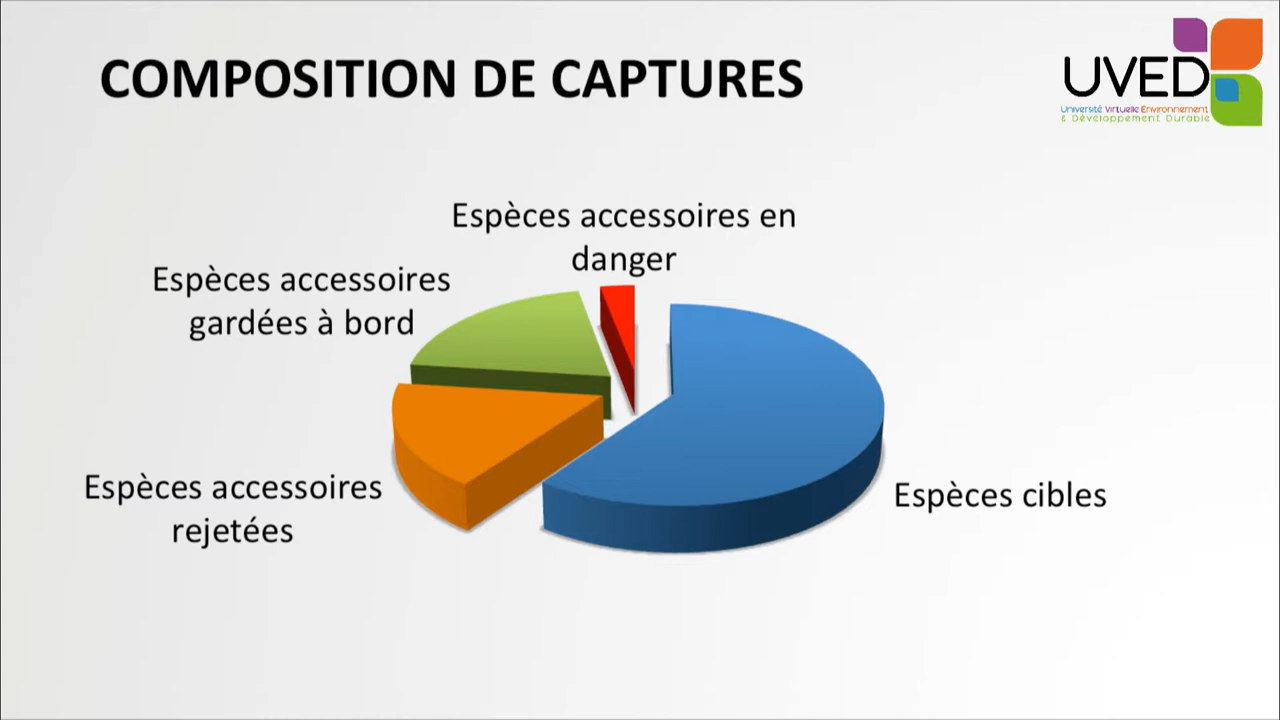 COMPOSITION DE CAPTURES
UVED
Université Virtuelle Environnement
& Développement Durable
Espèces accessoires en
danger
Espèces accessoires
gardées à bord
Espèces accessoires
rejetées
Espèces cibles